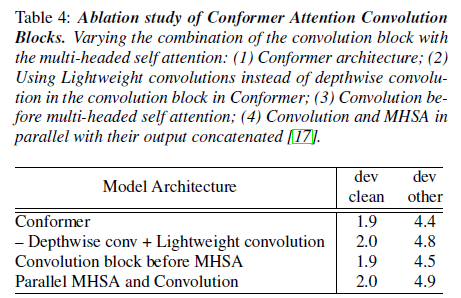 Table 4: Ablation study of Conformer Attention Convolution
Blocks. Varying the combination of the convolution block with
the multi-headed self attention: (1) Conformer architecture; (2)
Using Lightweight convolutions instead of depthwise convolu-
tion in the convolution block in Conformer; (3) Convolution be-
fore multi-headed self attention; (4) Convolution and MHSA in
parallel with their output concatenated [17].
Model Architecture dev clean dev other
Conformer 1.9 4.4
– Depthwise conv + Lightweight convolution 2.0 4.8
Convolution block before MHSA 1.9 4.5
Parallel MHSA and Convolution 2.0 4.9